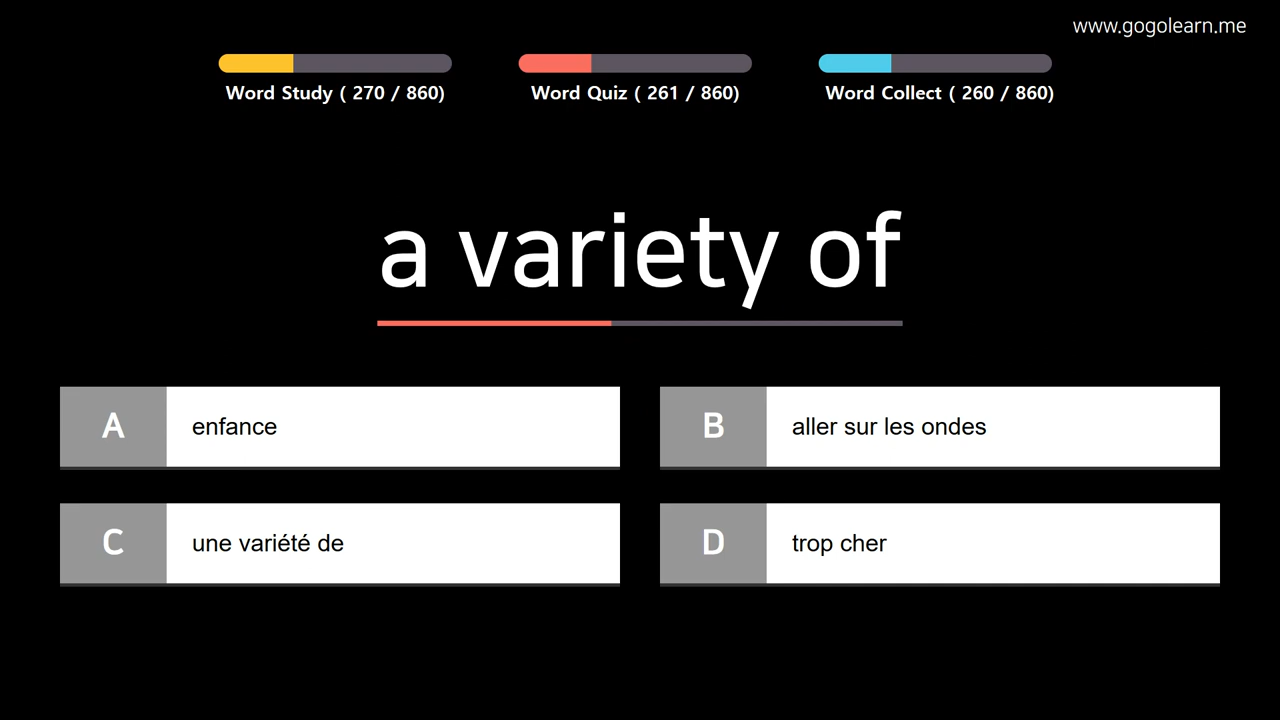 www.gogolearn.me
Word Study ( 270 / 860)
Word Quiz ( 261 / 860)
Word Collect ( 260 / 860)
a variety of
A
enfance
B
aller sur les ondes
C
une variété de
D
trop cher